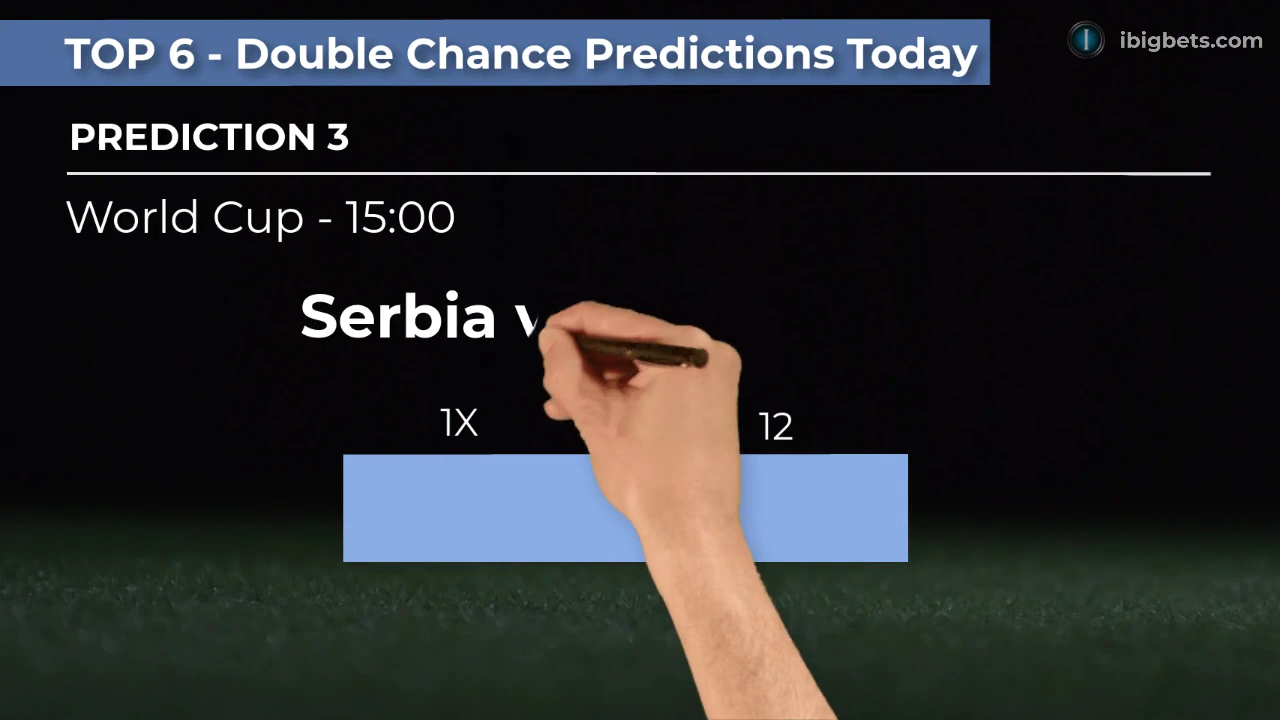 TOP 6 - Double Chance Predictions Today
ibigbets.com
PREDICTION 3
World Cup - 15:00
Serbia v
1X 12